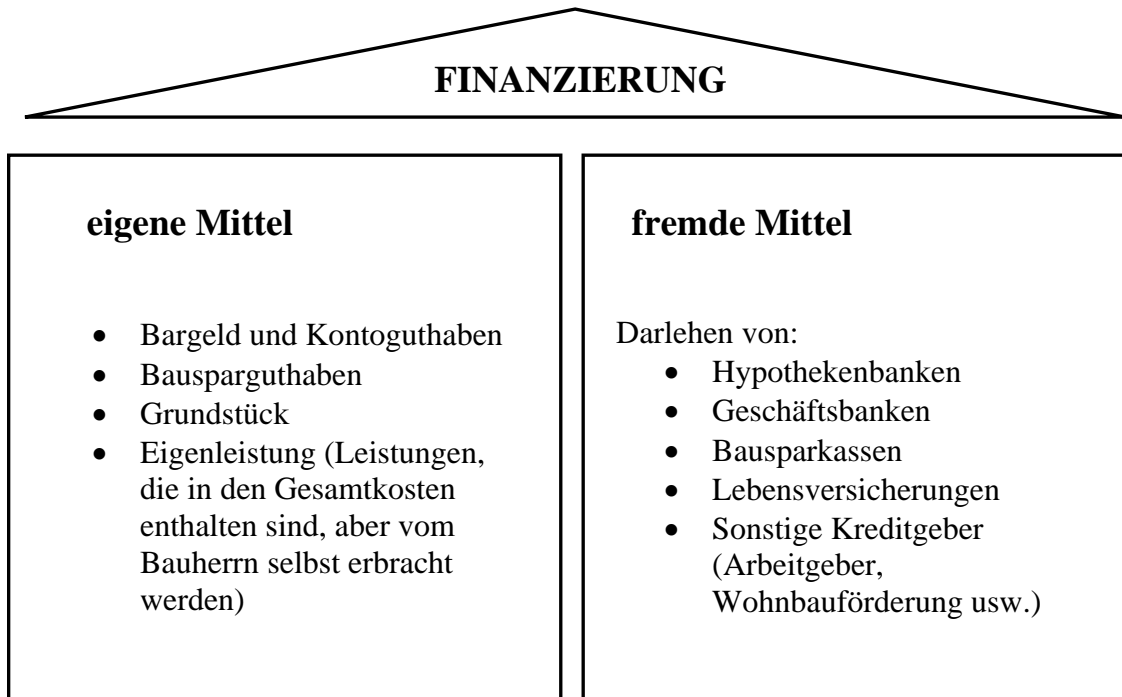 FINANZIERUNG
eigene Mittel
• Bargeld und Kontoguthaben
• Bausparguthaben
• Grundstück
• Eigenleistung (Leistungen,
die in den Gesamtkosten
enthalten sind, aber vom
Bauherrn selbst erbracht
werden)
fremde Mittel
Darlehen von:
• Hypothekenbanken
• Geschäftsbanken
• Bausparkassen
• Lebensversicherungen
• Sonstige Kreditgeber
(Arbeitgeber,
Wohnbauförderung usw.)